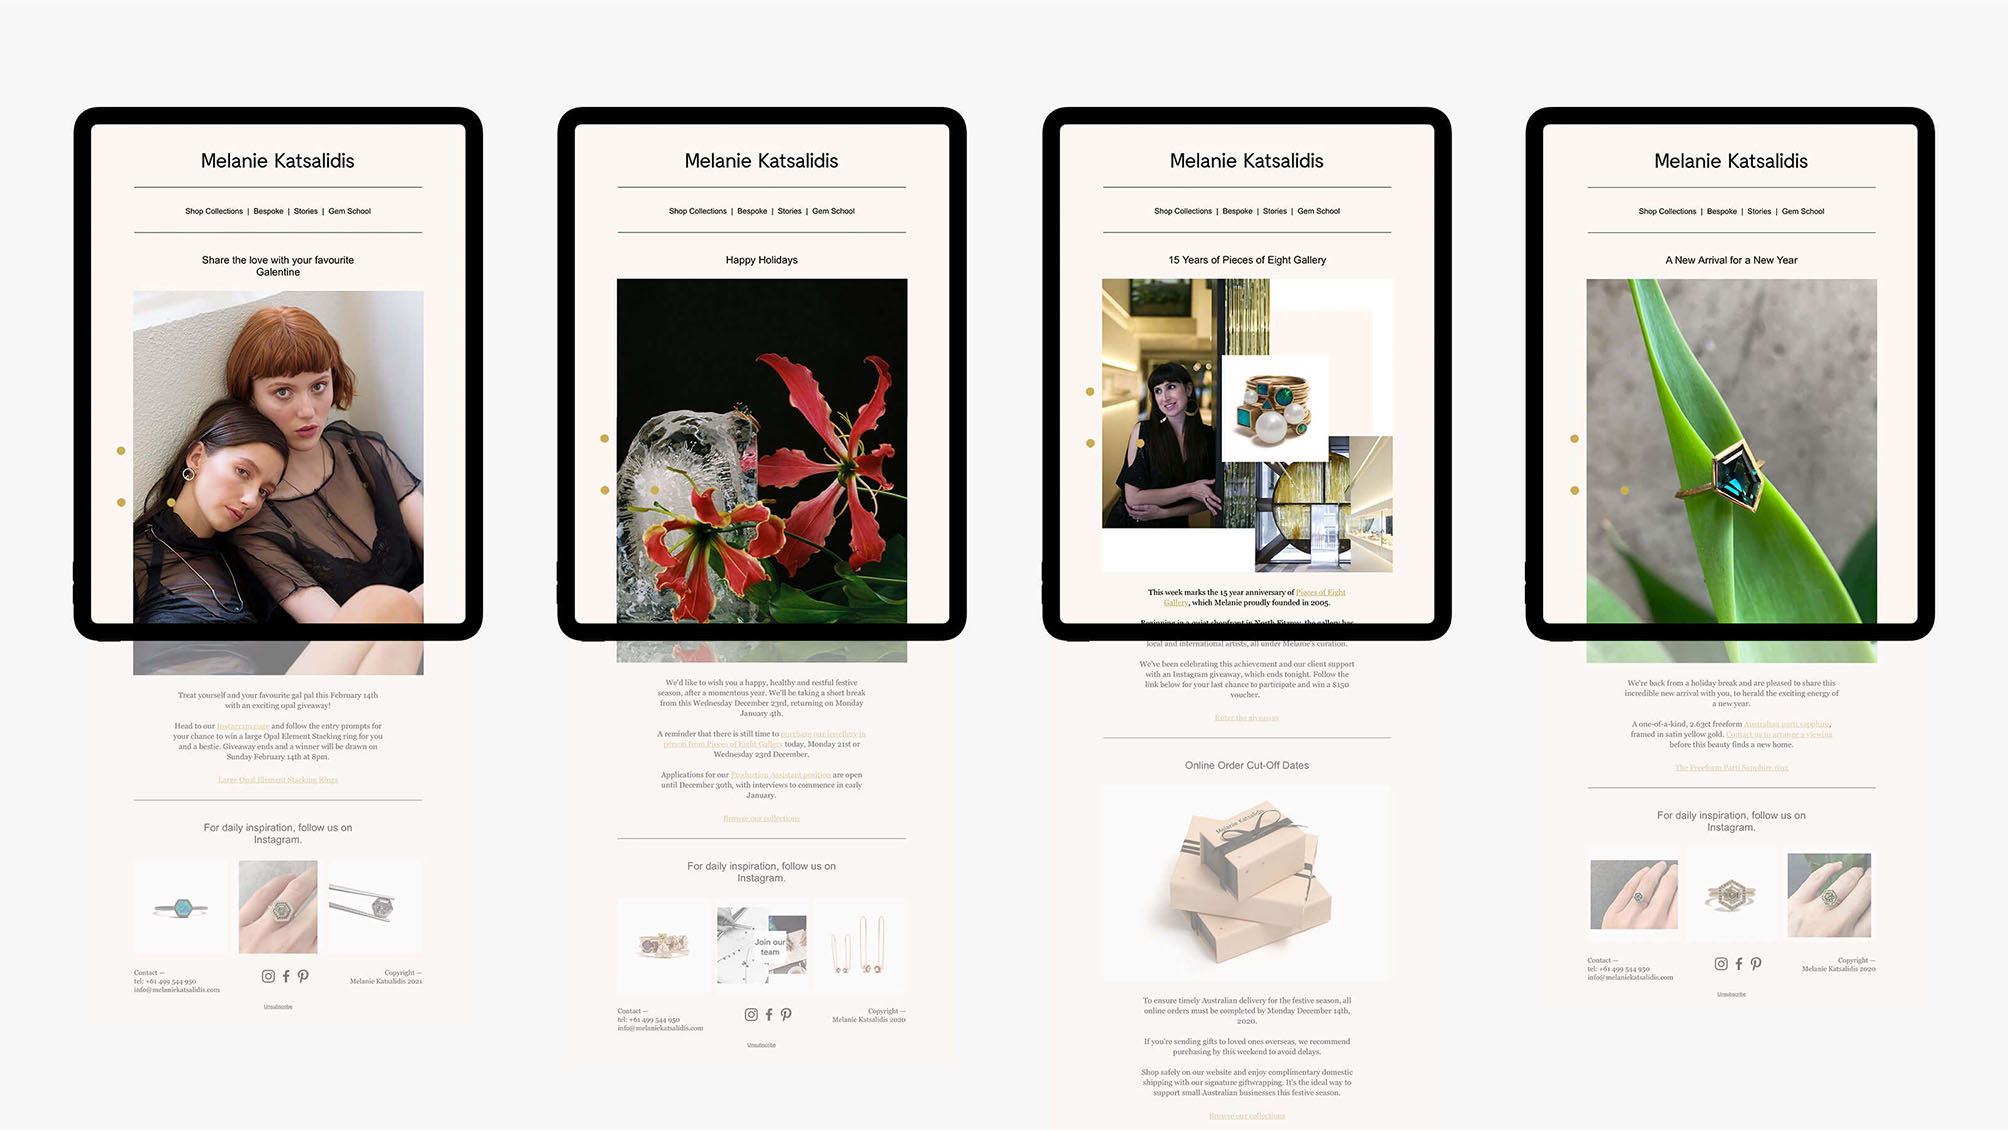 Melanie Katsalidis
Shop Collections | Bespoke | Stories | Gem School
Share the love with your favourite
Galentine
Treat yourself and your favourite gal pal this February 14th
with an exciting opal giveaway!
Head to our Instagram page and follow the entry prompts for
your chance to win a large Opal Element Stacking ring for you
and a bestie. Giveaway ends and a winner will be drawn on
Sunday February 14th at 8pm.
Large Opal Element Stacking Rings
For daily inspiration, follow us on
Instagram.
Contact —
tel: +61 499 544 950
info@melaniekatsalidis.com
Copyright —
Melanie Katsalidis 2021
Unsubscribe
Melanie Katsalidis
Shop Collections | Bespoke | Stories | Gem School
Happy Holidays
We'd like to wish you a happy, healthy and restful festive
season, after a momentous year. We'll be taking a short break
from this Wednesday December 23rd, returning on Monday
January 4th.
A reminder that there is still time to purchase our jewellery in
person from Pieces of Eight Gallery today, Monday 21st or
Wednesday 23rd December.
Applications for our Production Assistant position are open
until December 30th, with interviews to commence in early
January.
Browse our collections
For daily inspiration, follow us on
Instagram.
Join our
team
Contact —
tel: +61 499 544 950
info@melaniekatsalidis.com
Copyright —
Melanie Katsalidis 2020
Unsubscribe
Melanie Katsalidis
Shop Collections | Bespoke | Stories | Gem School
15 Years of Pieces of Eight Gallery
This week marks the 15 year anniversary of Pieces of Eight
Gallery, which Melanie proudly founded in 2005.
Beginning in a quiet shopfront in North Fitzroy, the gallery has
local and international artists, all under Melanie's curation.
We've been celebrating this achievement and our client support
with an Instagram giveaway, which ends tonight. Follow the
link below for your last chance to participate and win a $150
voucher.
Enter the giveaway
Online Order Cut-Off Dates
Melanie Katsalidis
To ensure timely Australian delivery for the festive season, all
online orders must be completed by Monday December 14th,
2020.
If you're sending gifts to loved ones overseas, we recommend
purchasing by this weekend to avoid delays.
Shop safely on our website and enjoy complimentary domestic
shipping with our signature giftwrapping. It's the ideal way to
support small Australian businesses this festive season.
Browse our collections
Melanie Katsalidis
Shop Collections | Bespoke | Stories | Gem School
A New Arrival for a New Year
We're back from a holiday break and are pleased to share this
incredible new arrival with you, to herald the exciting energy of
a new year.
A one-of-a-kind, 2.63ct freeform Australian parti sapphire,
framed in satin yellow gold. Contact us to arrange a viewing
before this beauty finds a new home.
The Freeform Parti Sapphire ring
For daily inspiration, follow us on
Instagram.
Contact —
tel: +61 499 544 950
info@melaniekatsalidis.com
Copyright —
Melanie Katsalidis 2020
Unsubscribe